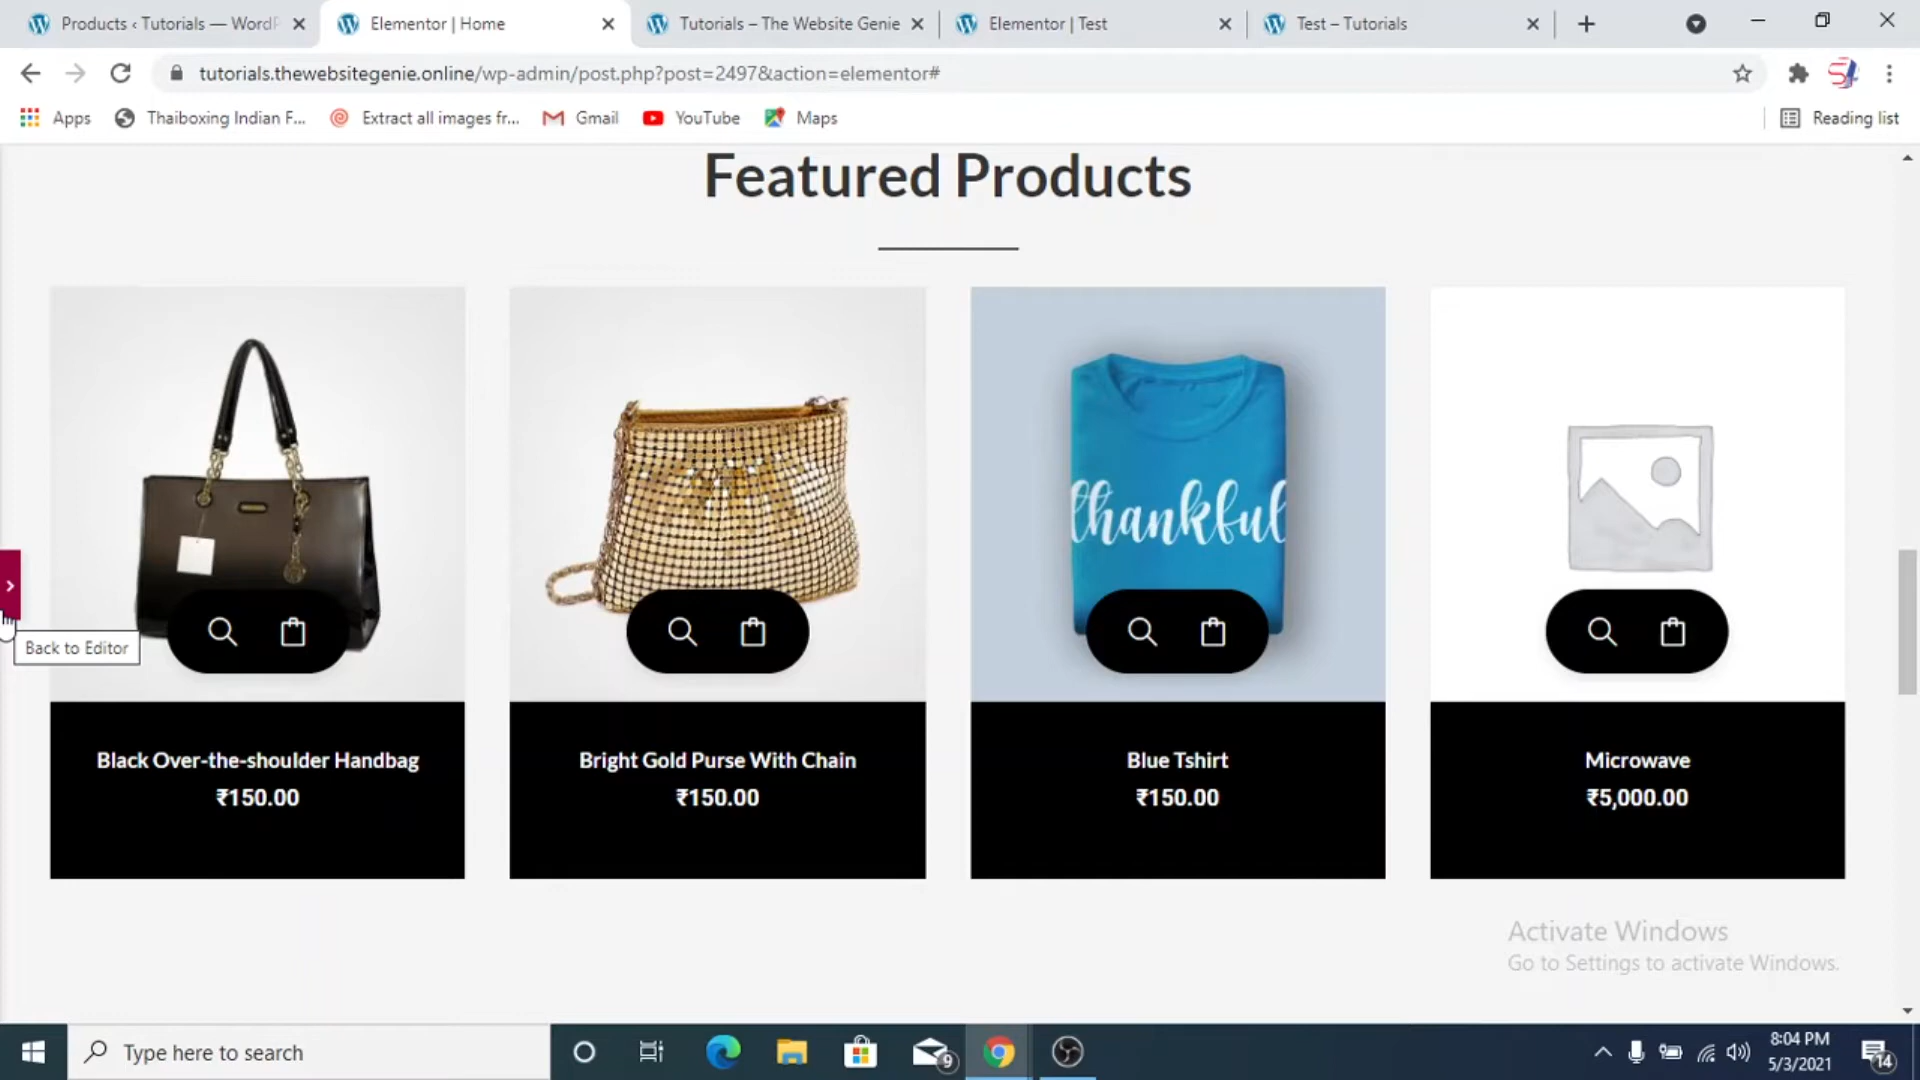 Products ‹ Tutorials — WordP
Elementor | Home
Tutorials – The Website Genie
Elementor | Test
Test – Tutorials
tutorials.thewebsitegenie.online/wp-admin/post.php?post=2497&action=elementor#
Apps
Thaiboxing Indian F...
Extract all images fr...
Gmail
YouTube
Maps
Reading list
Featured Products
thankful
Back to Editor
Black Over-the-shoulder Handbag
₹150.00
Bright Gold Purse With Chain
₹150.00
Blue Tshirt
₹150.00
Microwave
₹5,000.00
Activate Windows
Go to Settings to activate Windows.
Type here to search
9
8:04 PM
5/3/2021
14